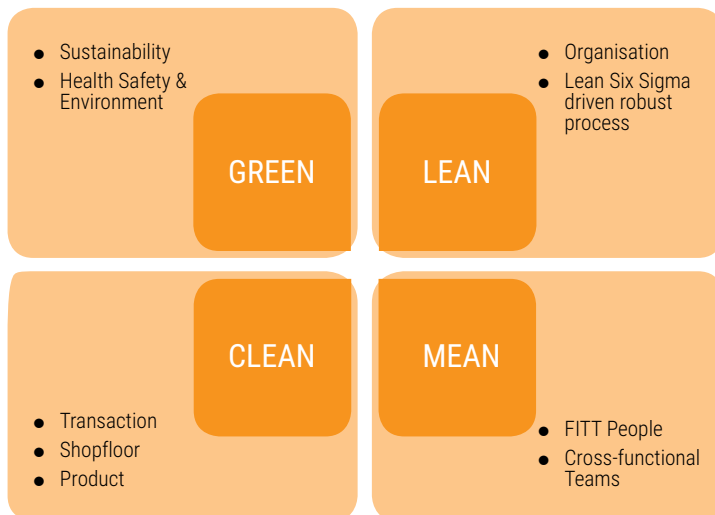 ● Sustainability
● Health Safety &
Environment
GREEN
● Organisation
● Lean Six Sigma
driven robust
process
LEAN
CLEAN
● Transaction
● Shopfloor
● Product
MEAN
● FITT People
● Cross-functional
Teams